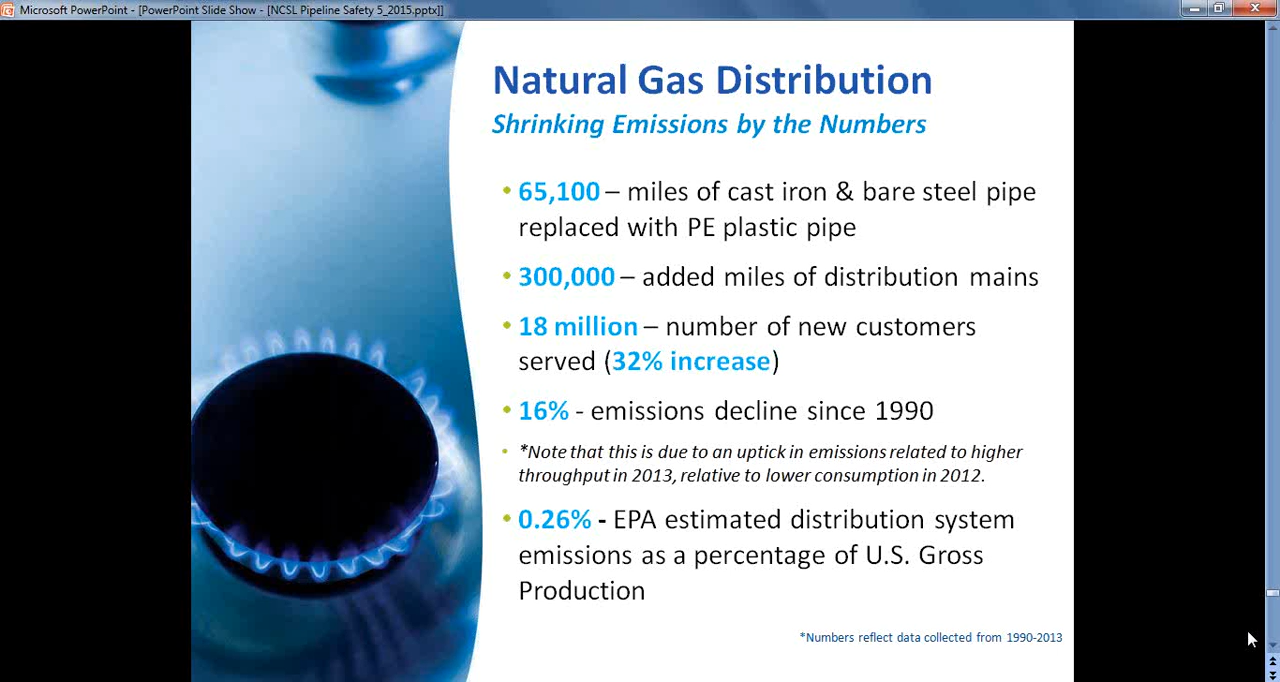 Microsoft PowerPoint - [PowerPoint Slide Show - [NCSL Pipeline Safety 5_2015.pptx]]
Natural Gas Distribution
Shrinking Emissions by the Numbers
• 65,100 – miles of cast iron & bare steel pipe
replaced with PE plastic pipe
• 300,000 – added miles of distribution mains
• 18 million – number of new customers
served (32% increase)
• 16% - emissions decline since 1990
• *Note that this is due to an uptick in emissions related to higher
throughput in 2013, relative to lower consumption in 2012.
• 0.26% - EPA estimated distribution system
emissions as a percentage of U.S. Gross
Production
*Numbers reflect data collected from 1990-2013